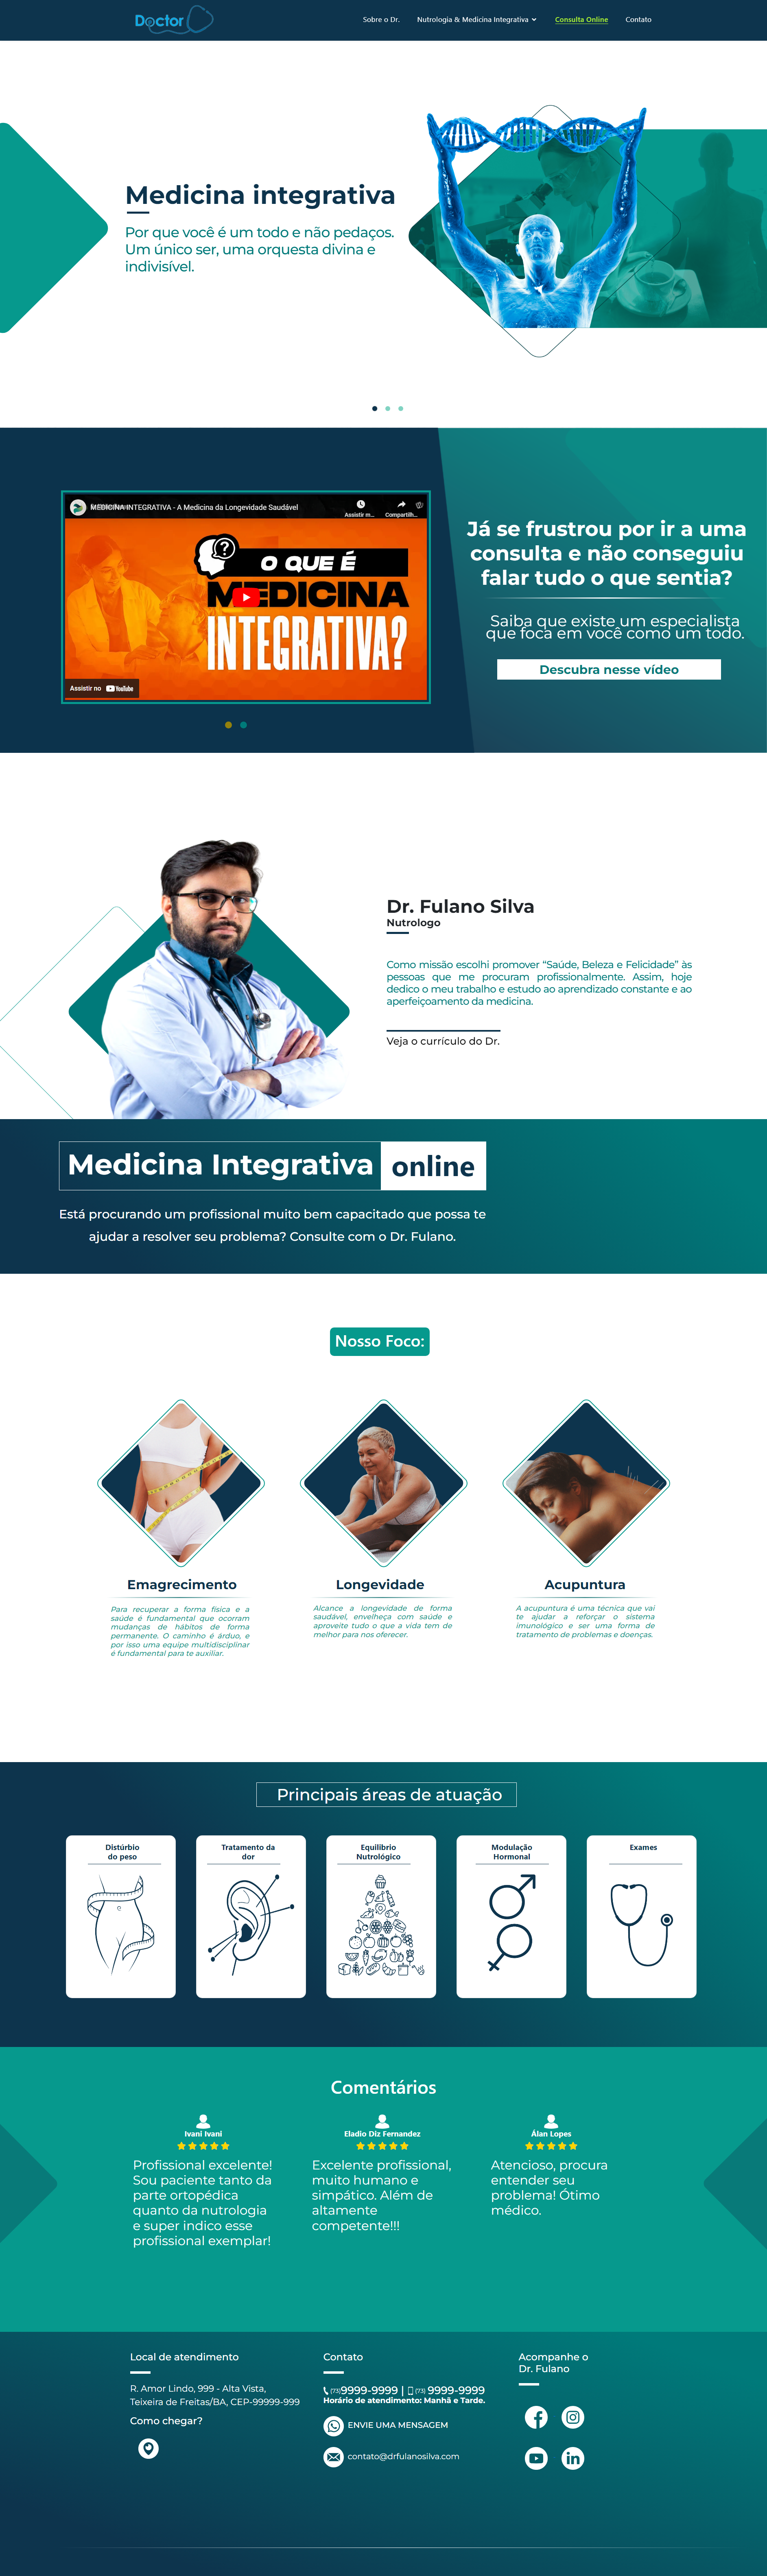 Doctor
Sobre o Dr.
Nutrologia & Medicina Integrativa
Consulta Online
Contato
Medicina integrativa
Por que você é um todo e não pedaços.
Um único ser, uma orquesta divina e
indivisível.
MEDICINA INTEGRATIVA - A Medicina da Longevidade Saudável
Assistir m...
Compartilh...
O QUE É
MEDICINA
INTEGRATIVA?
Assistir no YouTube
Já se frustrou por ir a uma
consulta e não conseguiu
falar tudo o que sentia?
Saiba que existe um especialista
que foca em você como um todo.
Descubra nesse vídeo
Dr. Fulano Silva
Nutrologo
Como missão escolhi promover “Saúde, Beleza e Felicidade” às
pessoas que me procuram profissionalmente. Assim, hoje
dedico o meu trabalho e estudo ao aprendizado constante e ao
aperfeiçoamento da medicina.
Veja o currículo do Dr.
Medicina Integrativa online
Está procurando um profissional muito bem capacitado que possa te
ajudar a resolver seu problema? Consulte com o Dr. Fulano.
Nosso Foco:
Emagrecimento
Para recuperar a forma física e a
saúde é fundamental que ocorram
mudanças de hábitos de forma
permanente. O caminho é árduo, e
por isso uma equipe multidisciplinar
é fundamental para te auxiliar.
Longevidade
Alcance a longevidade de forma
saudável, envelheça com saúde e
aproveite tudo o que a vida tem de
melhor para nos oferecer.
Acupuntura
A acupuntura é uma técnica que vai
te ajudar a reforçar o sistema
imunológico e ser uma forma de
tratamento de problemas e doenças.
Principais áreas de atuação
Distúrbio
do peso
Tratamento da
dor
Equilíbrio
Nutrológico
Modulação
Hormonal
Exames
Comentários
Ivani Ivani
Profissional excelente!
Sou paciente tanto da
parte ortopédica
quanto da nutrologia
e super indico esse
profissional exemplar!
Eladio Diz Fernandez
Excelente profissional,
muito humano e
simpático. Além de
altamente
competente!!!
Álan Lopes
Atencioso, procura
entender seu
problema! Ótimo
médico.
Local de atendimento
R. Amor Lindo, 999 - Alta Vista,
Teixeira de Freitas/BA, CEP-99999-999
Como chegar?
Contato
(73)9999-9999 | (73) 9999-9999
Horário de atendimento: Manhã e Tarde.
ENVIE UMA MENSAGEM
contato@drfulanosilva.com
Acompanhe o
Dr. Fulano